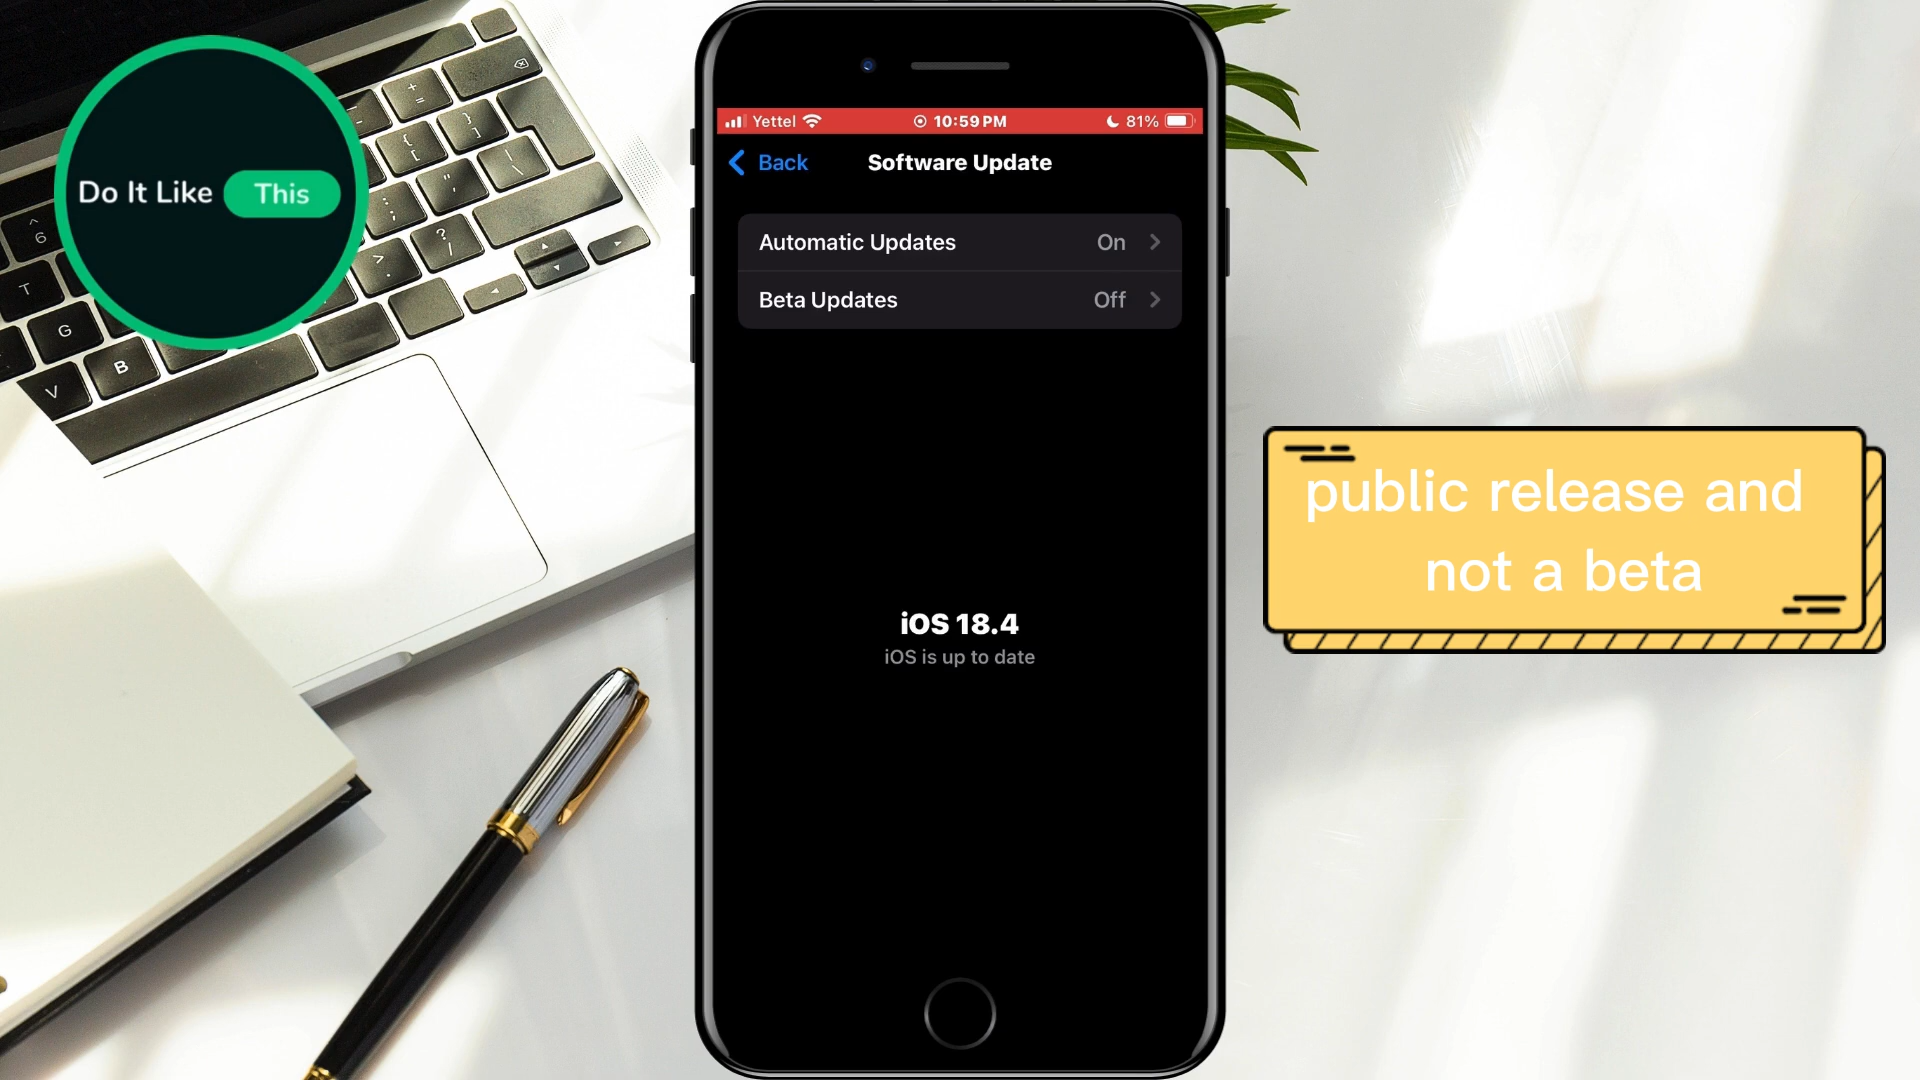 Do It Like This
Yettel 10:59 PM 81%
Back Software Update
Automatic Updates On
Beta Updates Off
iOS 18.4
iOS is up to date
public release and
not a beta
6
T
G
V
B
+
=
{
[
}
]
"
'
:
;
?
/
>
.
|
\